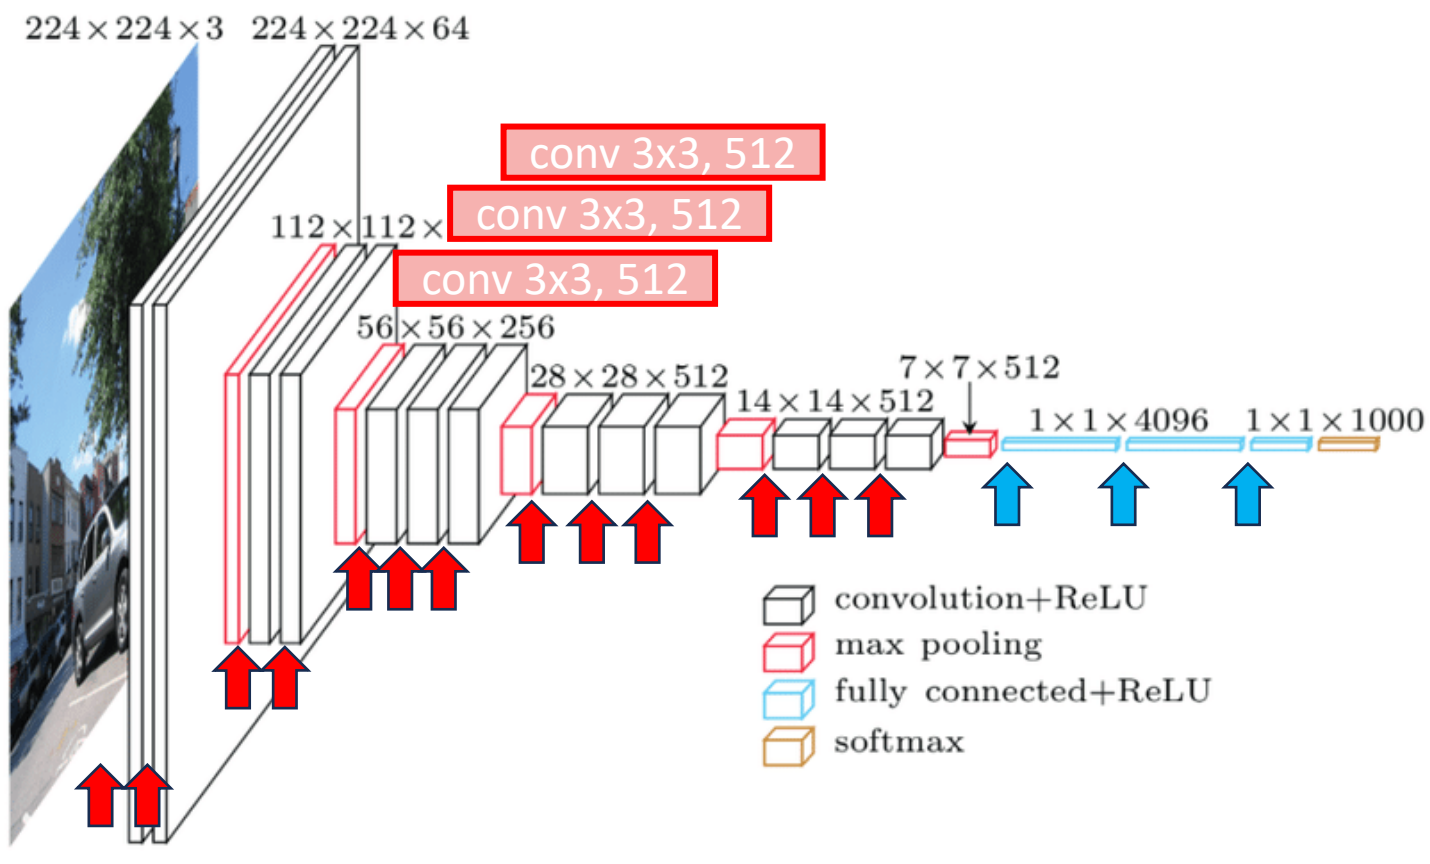 224×224×3
224×224×64
conv 3x3, 512
conv 3x3, 512
112×112×
conv 3x3, 512
56×56×256
28×28×512
7×7×512
14×14×512
1×1×4096
1×1×1000
convolution+ReLU
max pooling
fully connected+ReLU
softmax